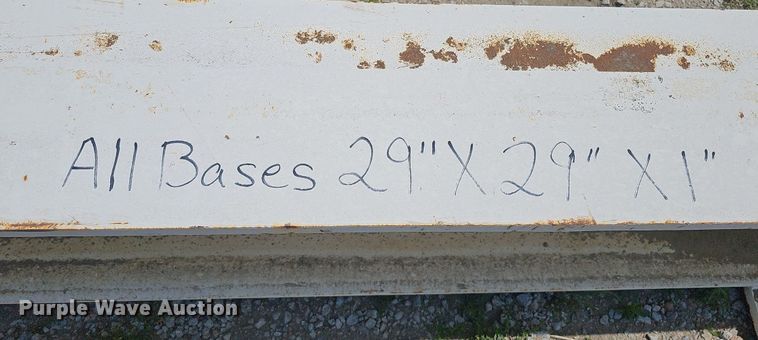 All Bases 29" X 29" X 1"
Purple Wave Auction